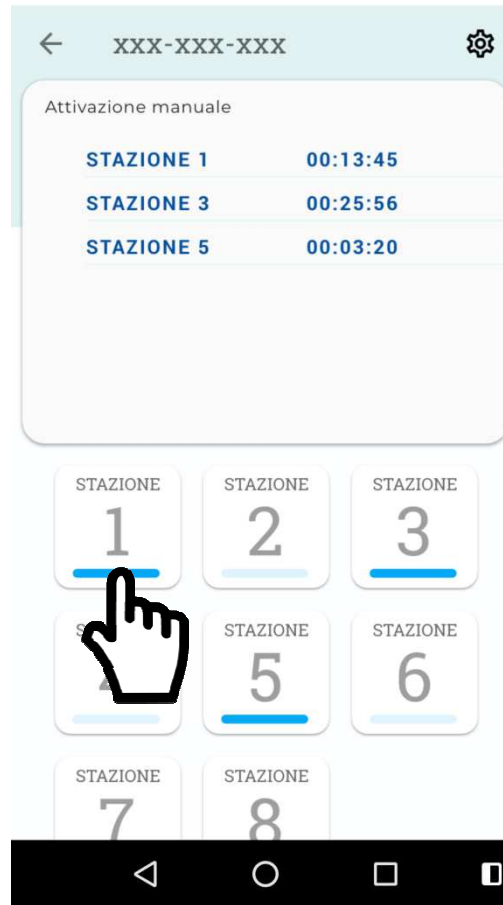 xxx-xxx-xxx
Attivazione manuale
STAZIONE 1 00:13:45
STAZIONE 3 00:25:56
STAZIONE 5 00:03:20
STAZIONE STAZIONE STAZIONE
1 2 3
STAZIONE STAZIONE
5 6
STAZIONE STAZIONE
7 8